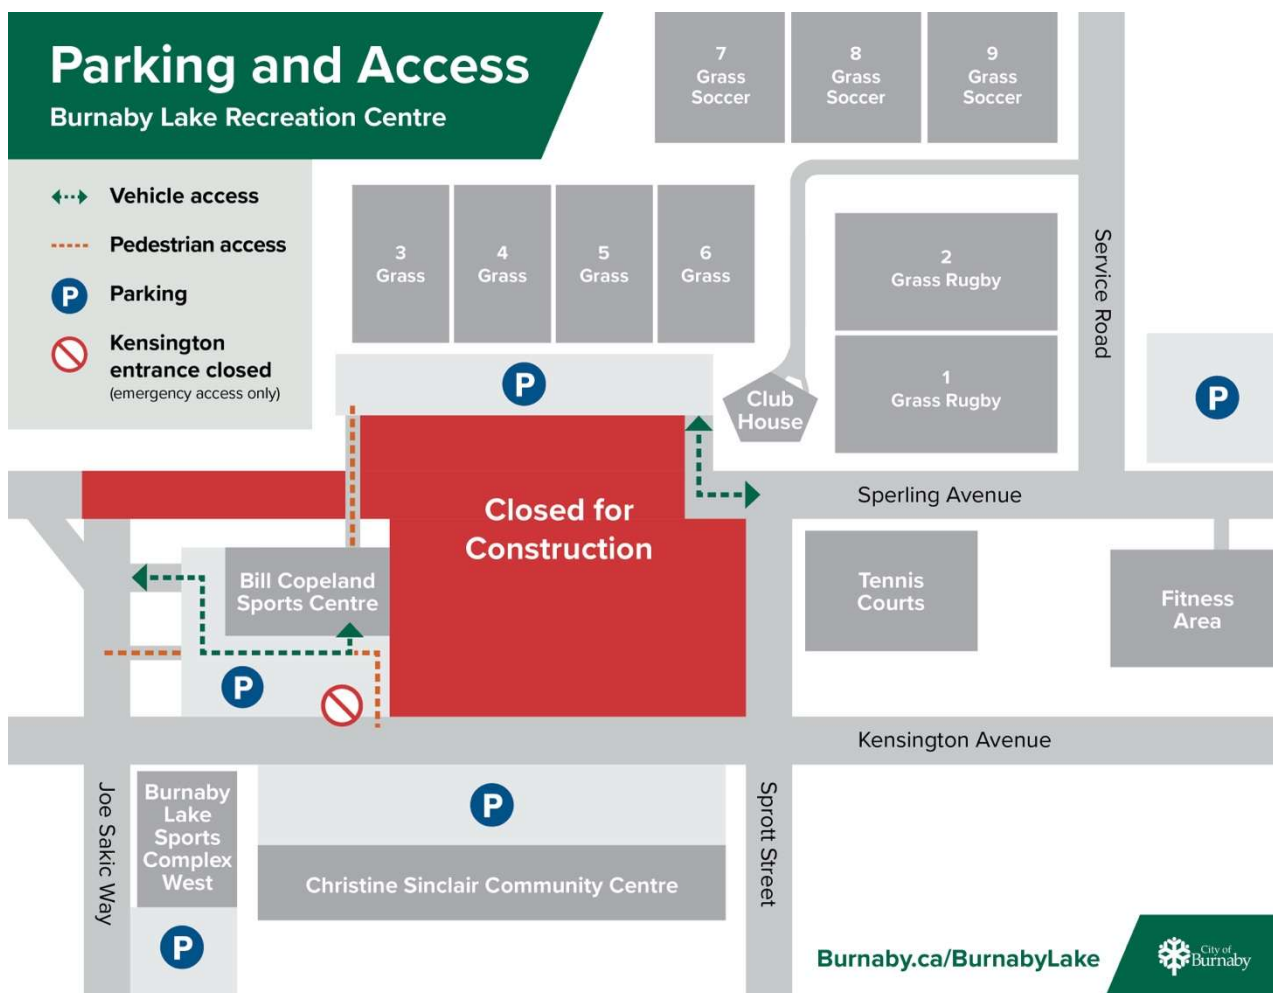 Parking and Access
Burnaby Lake Recreation Centre
Vehicle access
Pedestrian access
P
Parking
Kensington
entrance closed
(emergency access only)
7
Grass
Soccer
8
Grass
Soccer
9
Grass
Soccer
3
Grass
4
Grass
5
Grass
6
Grass
2
Grass Rugby
1
Grass Rugby
Service Road
P
Club
House
P
Sperling Avenue
Closed for
Construction
Bill Copeland
Sports Centre
Tennis
Courts
Fitness
Area
P
Kensington Avenue
Joe Sakic Way
Burnaby
Lake
Sports
Complex
West
P
Christine Sinclair Community Centre
Sprott Street
P
Burnaby.ca/BurnabyLake
City of
Burnaby